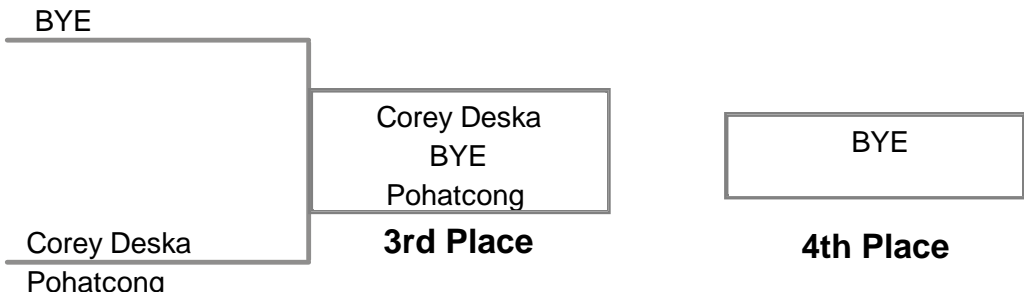 BYE
Corey Deska
BYE
Pohatcong
3rd Place
BYE
4th Place
Corey Deska
Pohatcong